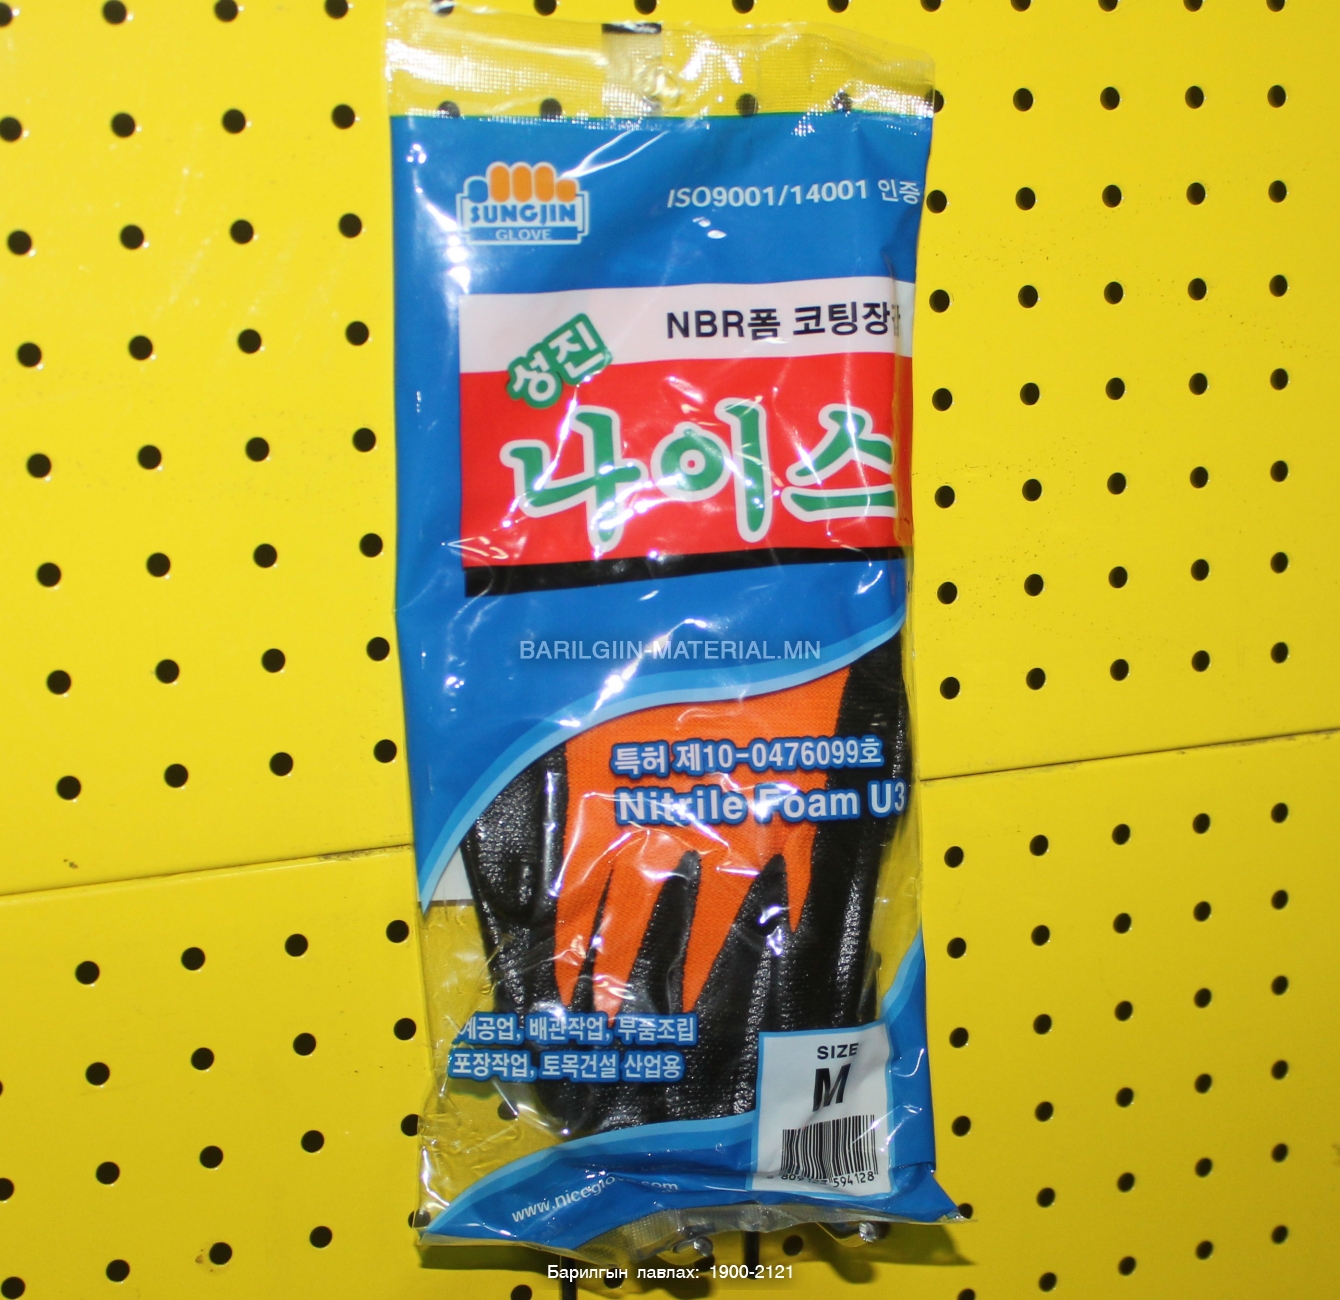 SUNGJIN
GLOVE
ISO9001/14001 인증
NBR폼 코팅장갑
성진
나이스
BARILGIIN-MATERIAL.MN
특허 제10-0476099호
Nitrile Foam U3
배관작업, 부품조립
포장작업, 토목건설 산업용
SIZE
M
594128
Барилгын лавлах: 1900-2121